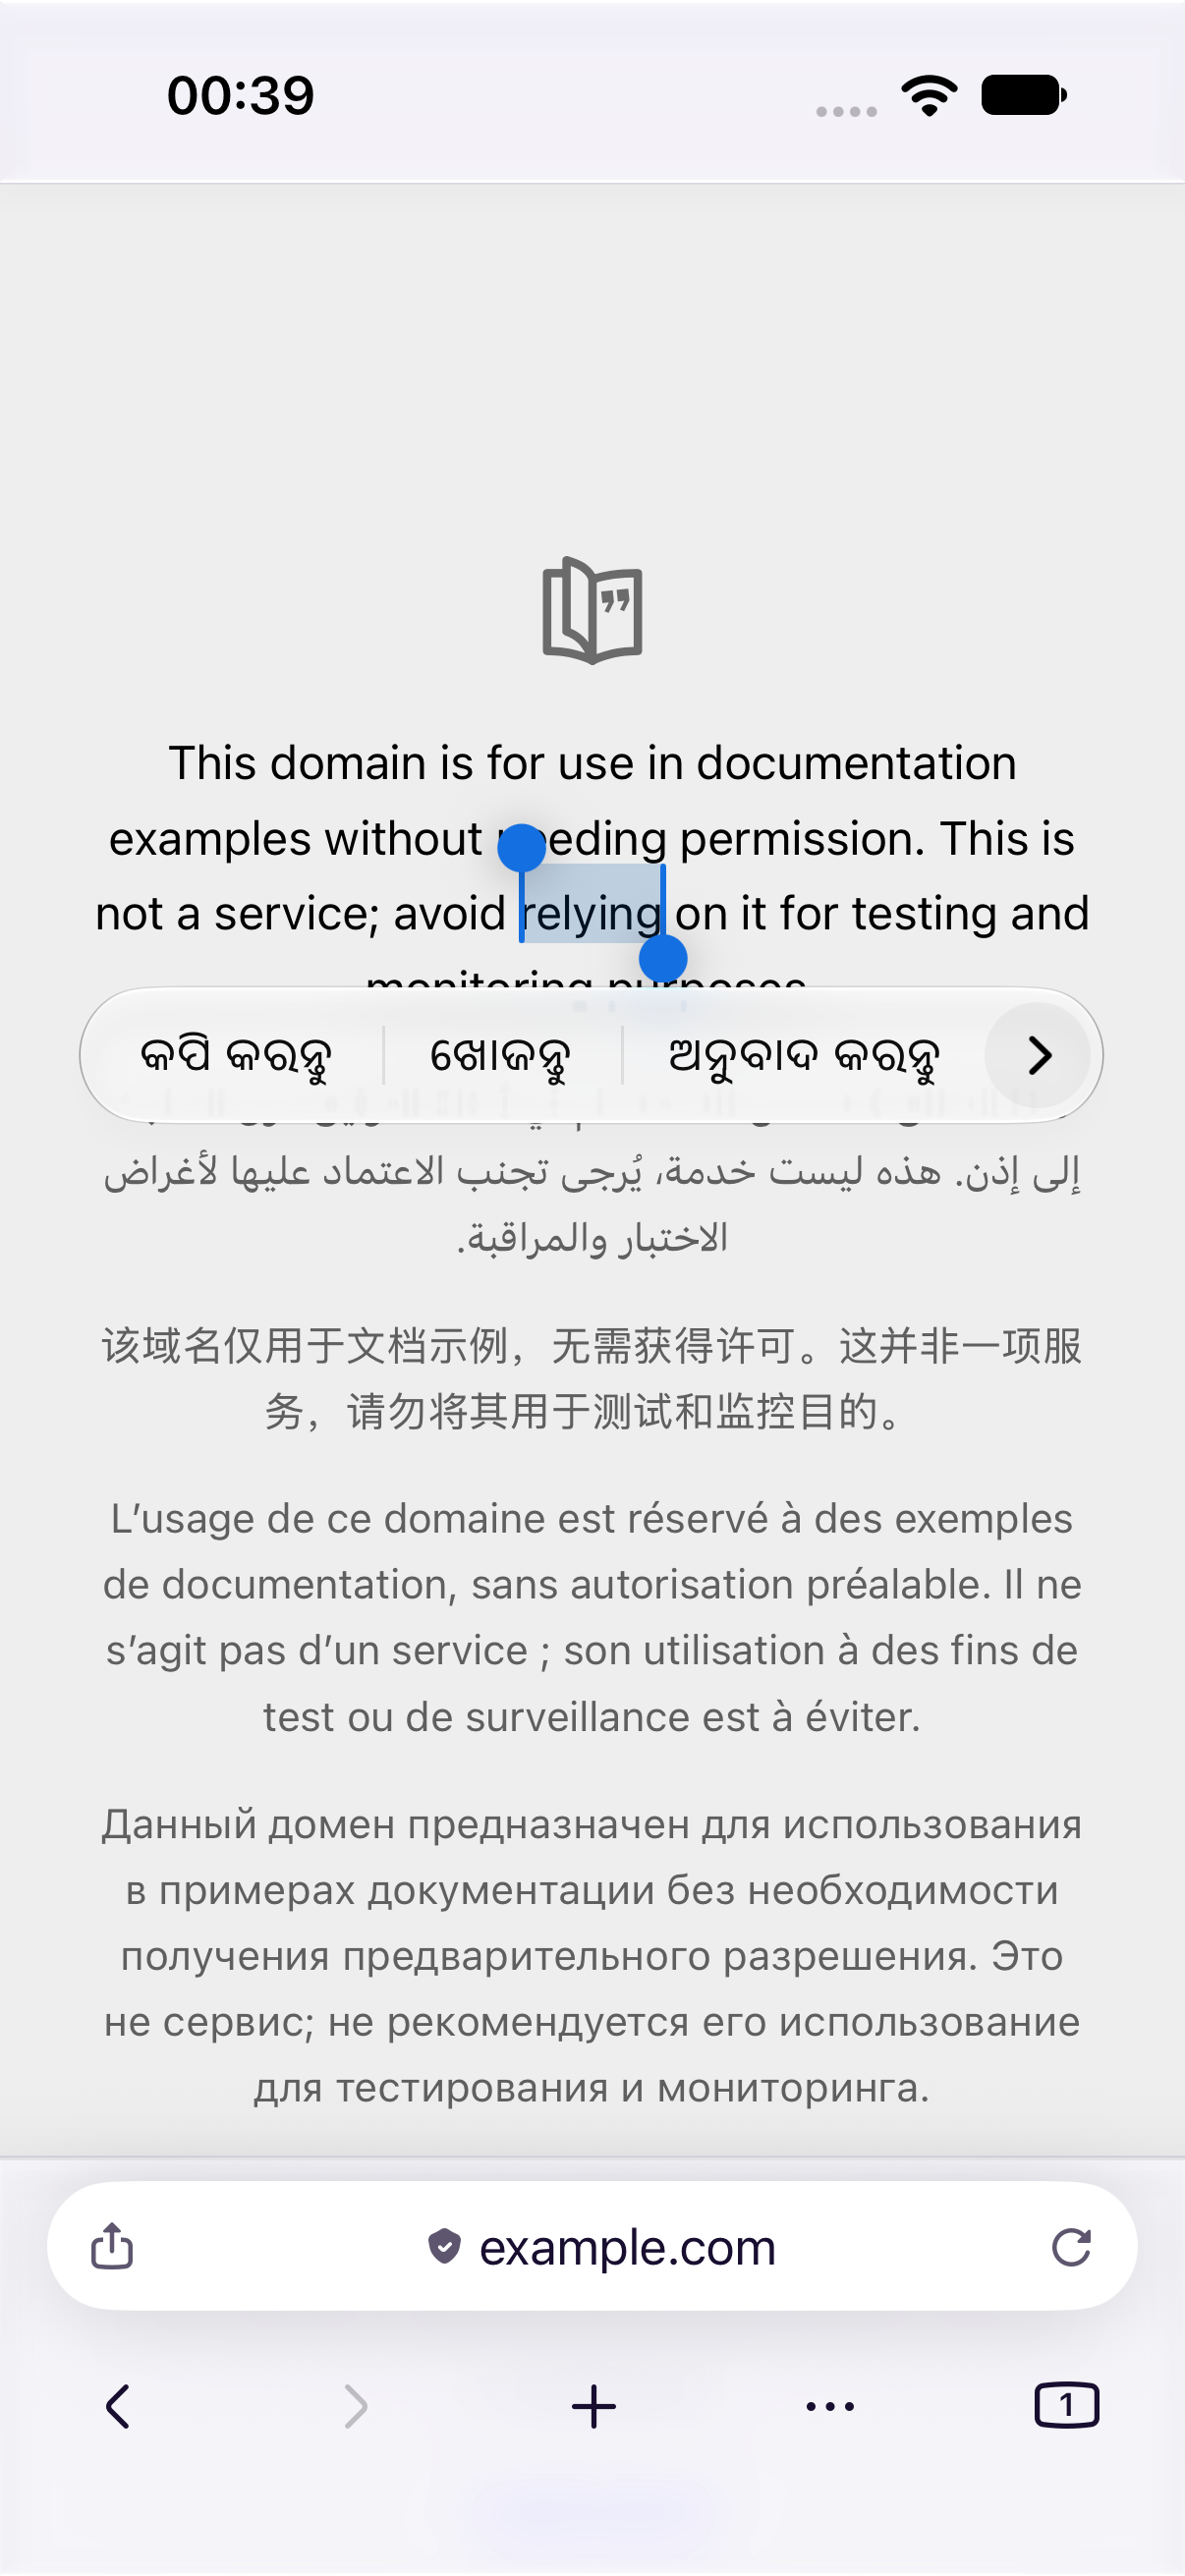 00:39
This domain is for use in documentation
examples without needing permission. This is
not a service; avoid relying on it for testing and
monitoring purposes.
କପି କରନ୍ତୁ
ଖୋଜନ୍ତୁ
ଅନୁବାଦ କରନ୍ତୁ
إلى إذن. هذه ليست خدمة، يُرجى تجنب الاعتماد عليها لأغراض
الاختبار والمراقبة.
该域名仅用于文档示例，无需获得许可。这并非一项服
务，请勿将其用于测试和监控目的。
L’usage de ce domaine est réservé à des exemples
de documentation, sans autorisation préalable. Il ne
s’agit pas d’un service ; son utilisation à des fins de
test ou de surveillance est à éviter.
Данный домен предназначен для использования
в примерах документации без необходимости
получения предварительного разрешения. Это
не сервис; не рекомендуется его использование
для тестирования и мониторинга.
example.com
1